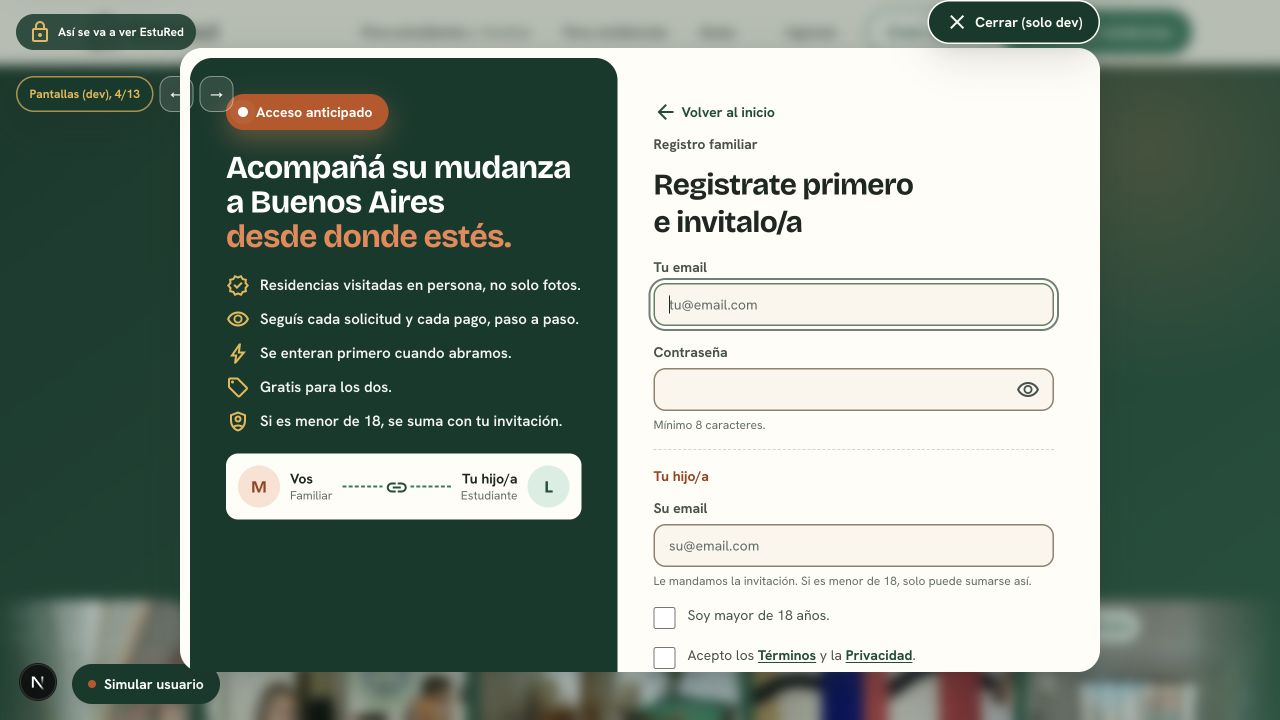 Así se va a ver EstuRed
Cerrar (solo dev)
Pantallas (dev), 4/13
←
→
Acceso anticipado
Acompañá su mudanza
a Buenos Aires
desde donde estés.
Residencias visitadas en persona, no solo fotos.
Seguís cada solicitud y cada pago, paso a paso.
Se enteran primero cuando abramos.
Gratis para los dos.
Si es menor de 18, se suma con tu invitación.
M
Vos
Familiar
Tu hijo/a
Estudiante
L
Volver al inicio
Registro familiar
Registrate primero
e invitalo/a
Tu email
tu@email.com
Contraseña
Mínimo 8 caracteres.
Tu hijo/a
Su email
su@email.com
Le mandamos la invitación. Si es menor de 18, solo puede sumarse así.
Soy mayor de 18 años.
Acepto los Términos y la Privacidad.
N
Simular usuario